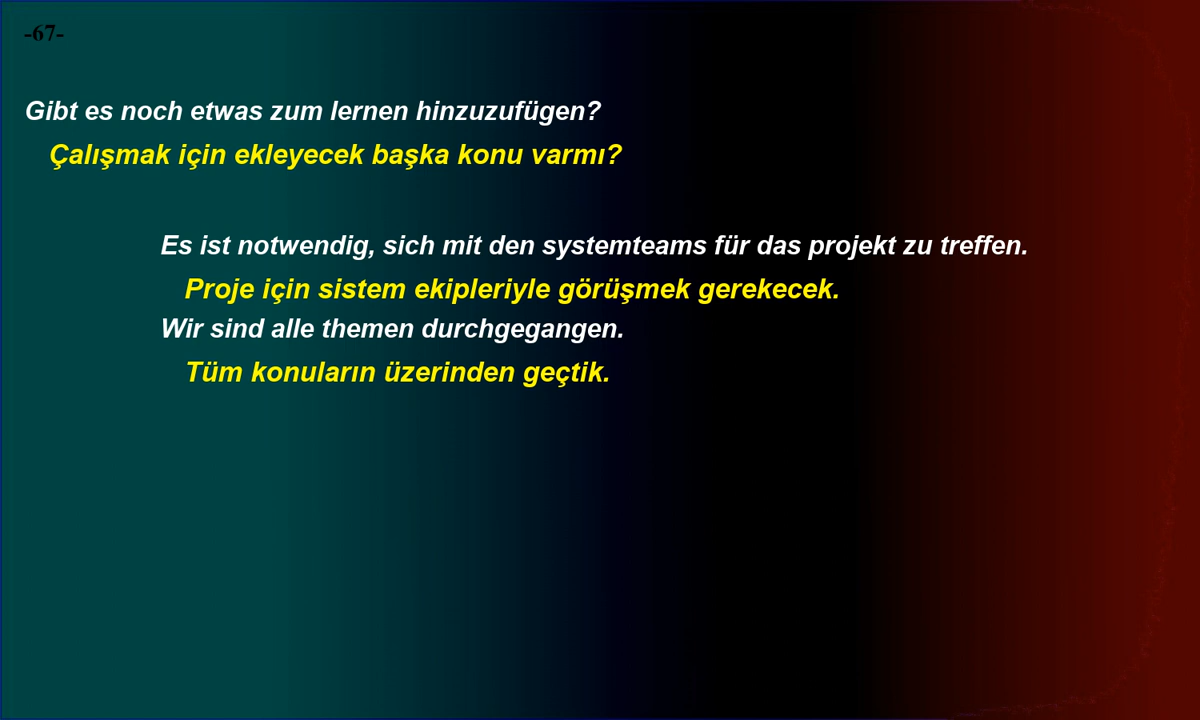 -67-
Gibt es noch etwas zum lernen hinzuzufügen?
Çalışmak için ekleyecek başka konu varmı?
Es ist notwendig, sich mit den systemteams für das projekt zu treffen.
Proje için sistem ekipleriyle görüşmek gerekecek.
Wir sind alle themen durchgegangen.
Tüm konuların üzerinden geçtik.